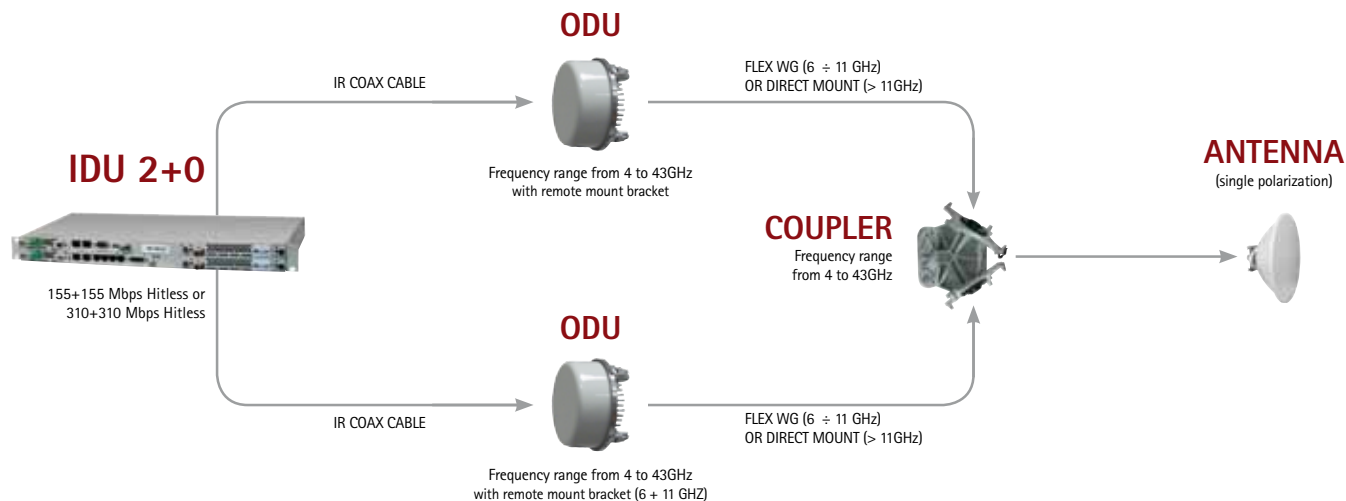 ODU
IR COAX CABLE
FLEX WG (6 ÷ 11 GHz)
OR DIRECT MOUNT (> 11GHz)
Frequency range from 4 to 43GHz
with remote mount bracket
IDU 2+0
155+155 Mbps Hitless or
310+310 Mbps Hitless
COUPLER
Frequency range
from 4 to 43GHz
ANTENNA
(single polarization)
ODU
IR COAX CABLE
FLEX WG (6 ÷ 11 GHz)
OR DIRECT MOUNT (> 11GHz)
Frequency range from 4 to 43GHz
with remote mount bracket (6 + 11 GHZ)